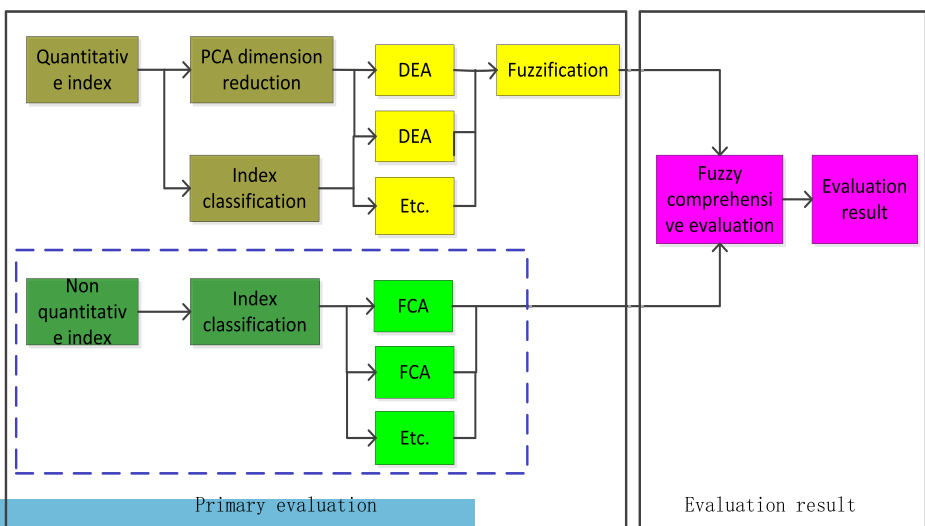 Quantitativ
e index
PCA dimension
reduction
DEA
Fuzzification
DEA
Index
classification
Etc.
Fuzzy
comprehensi
ve evaluation
Evaluation
result
Non
quantitativ
e index
Index
classification
FCA
FCA
Etc.
Primary evaluation
Evaluation result